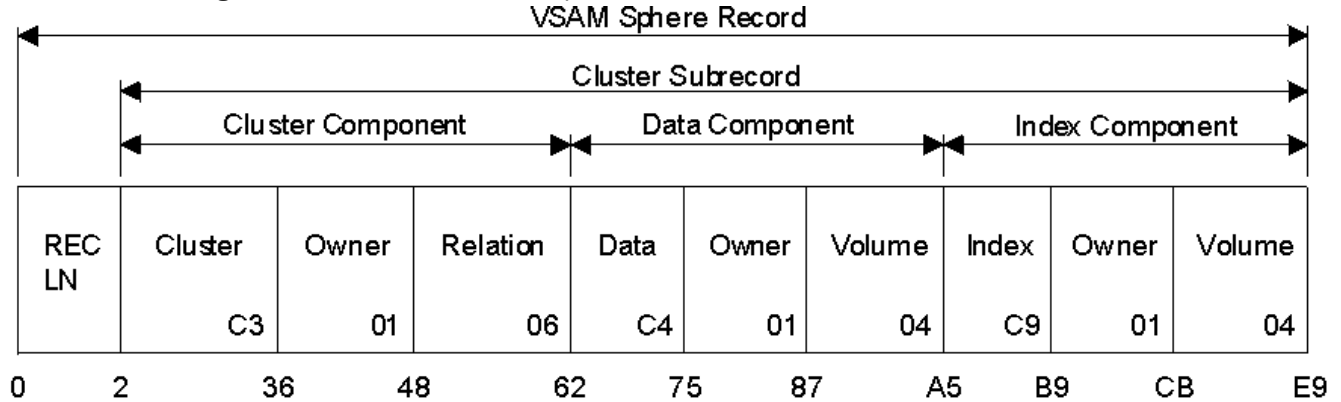 VSAM Sphere Record
Cluster Subrecord
Cluster Component Data Component Index Component
REC Cluster Owner Relation Data Owner Volume Index Owner Volume
LN
C3 01 06 C4 01 04 C9 01 04
0 2 36 48 62 75 87 A5 B9 CB E9